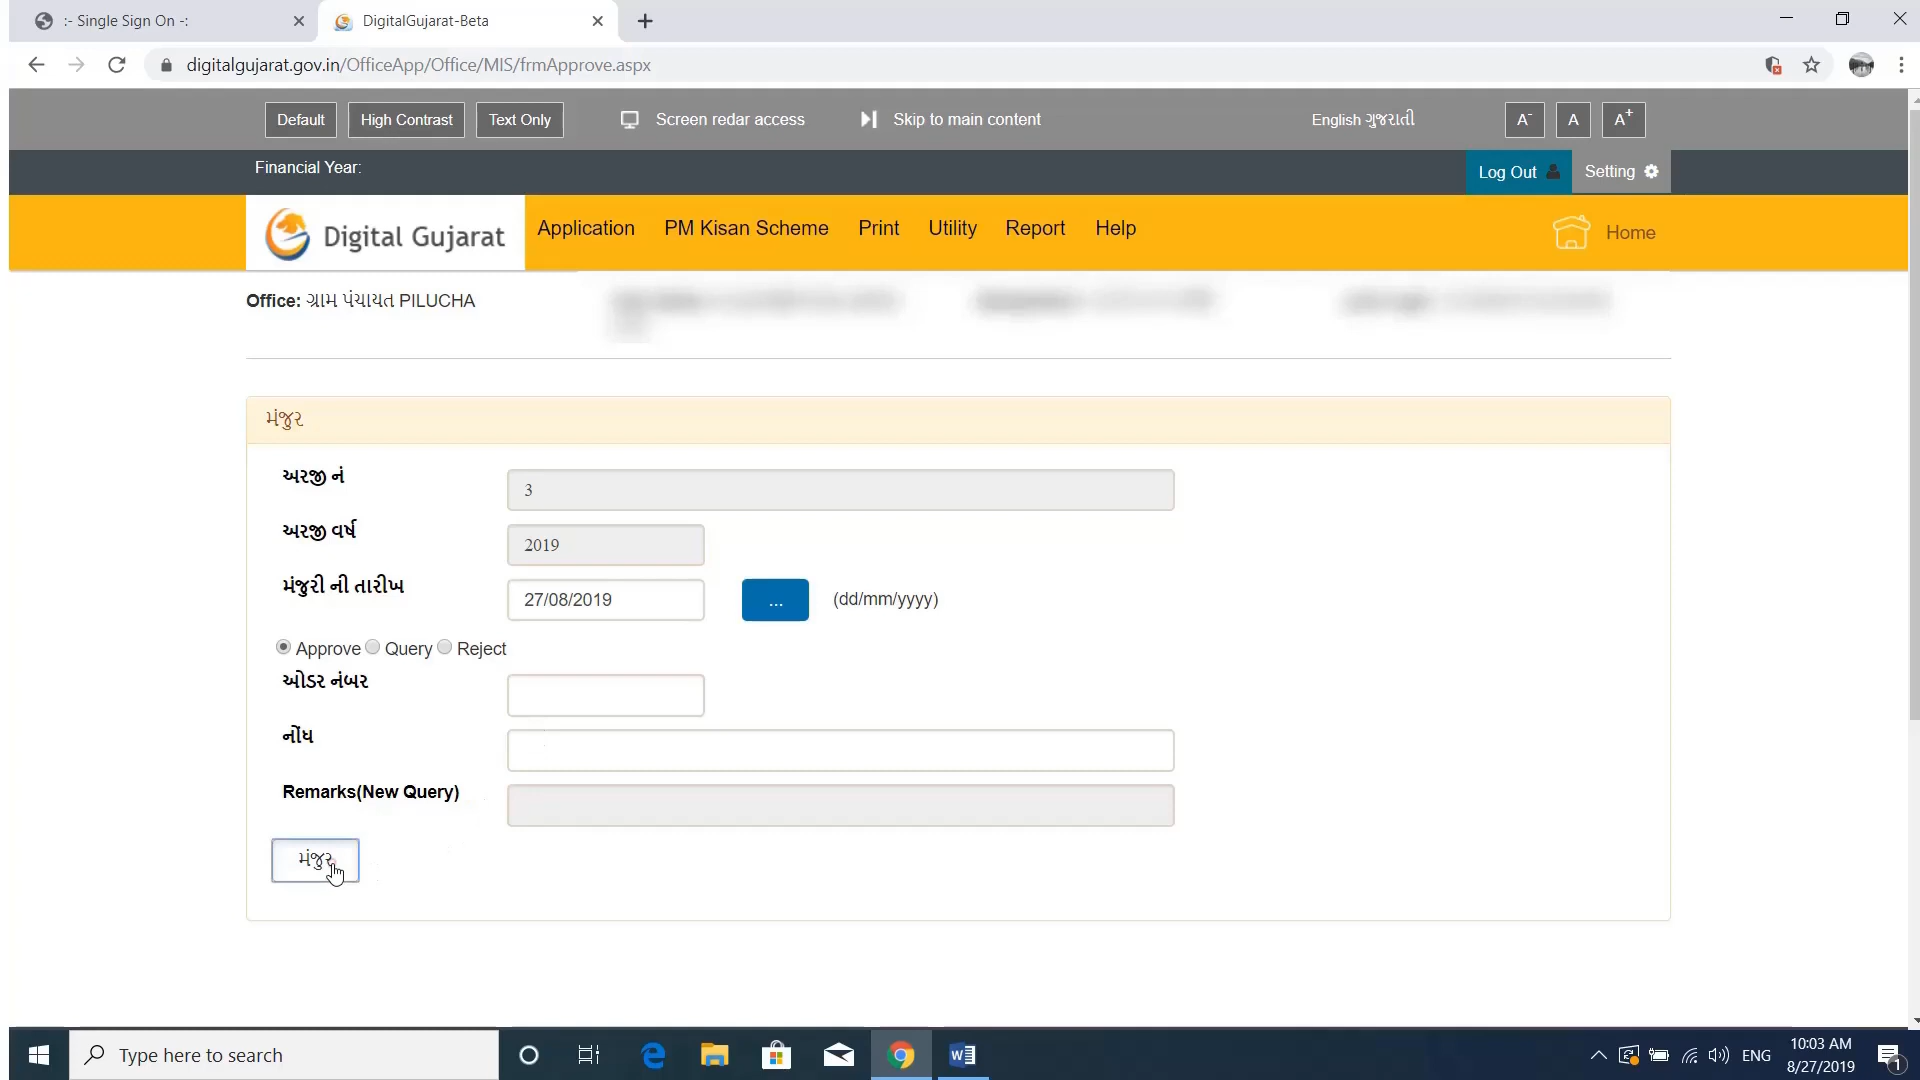 :- Single Sign On -:
DigitalGujarat-Beta
digitalgujarat.gov.in/OfficeApp/Office/MIS/frmApprove.aspx
Default High Contrast Text Only Screen redar access Skip to main content English ગુજરાતી A- A A+
Financial Year:
Log Out Setting
Digital Gujarat Application PM Kisan Scheme Print Utility Report Help Home
Office: ગ્રામ પંચાયત PILUCHA
મંજુર
અરજી નં 3
અરજી વર્ષ 2019
મંજુરી ની તારીખ 27/08/2019 ... (dd/mm/yyyy)
Approve Query Reject
ઓડર નંબર
નોંધ
Remarks(New Query)
મંજુર
Type here to search
ENG
10:03 AM
8/27/2019
1